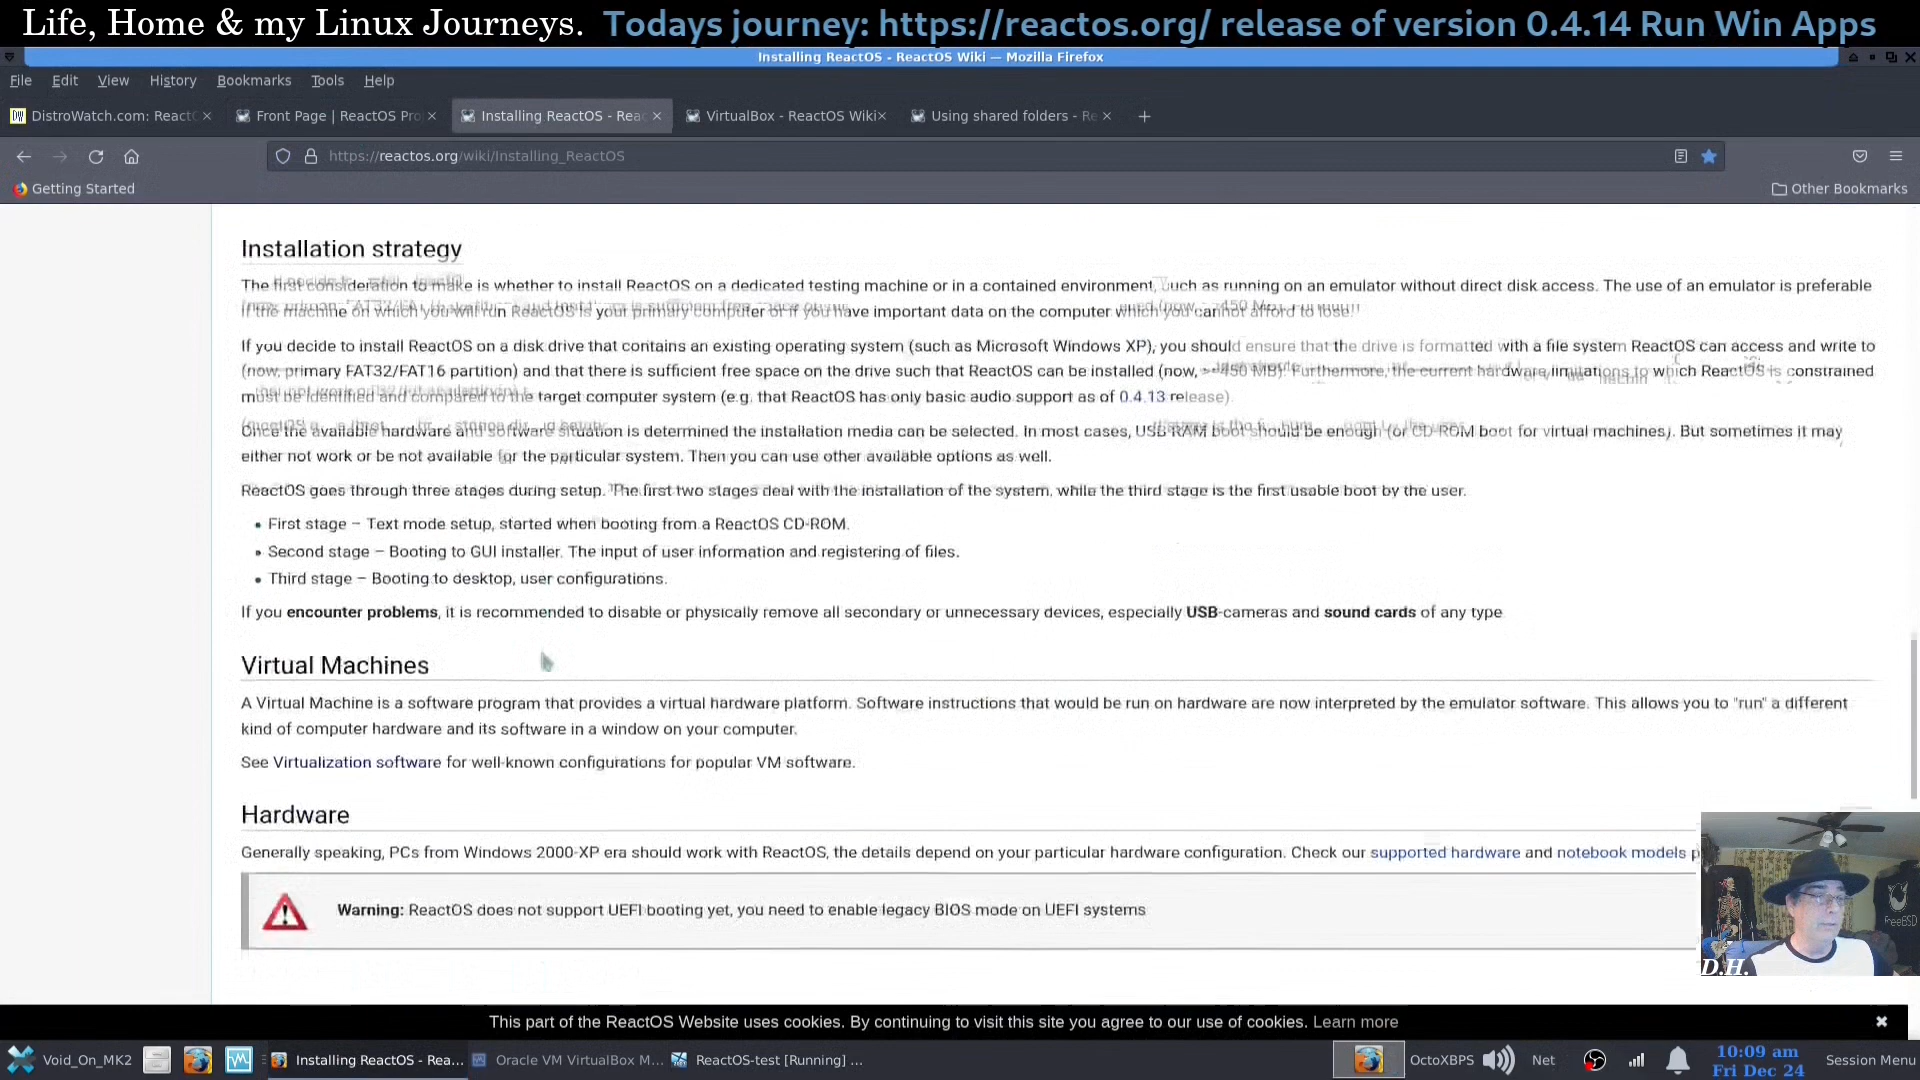 Life, Home & my Linux Journeys. Todays journey: https://reactos.org/ release of version 0.4.14 Run Win Apps
Installing ReactOS - ReactOS Wiki — Mozilla Firefox
File Edit View History Bookmarks Tools Help
DistroWatch.com: ReactO Front Page | ReactOS Pro Installing ReactOS - Rea VirtualBox - ReactOS Wiki Using shared folders - Re
https://reactos.org/wiki/Installing_ReactOS
Getting Started Other Bookmarks
Installation strategy
The first consideration to make is whether to install ReactOS on a dedicated testing machine or in a contained environment, such as running on an emulator without direct disk access. The use of an emulator is preferable
if the machine on which you will run ReactOS is your primary computer or if you have important data on the computer which you cannot afford to lose.
If you decide to install ReactOS on a disk drive that contains an existing operating system (such as Microsoft Windows XP), you should ensure that the drive is formatted with a file system ReactOS can access and write to
(now, primary FAT32/FAT16 partition) and that there is sufficient free space on the drive such that ReactOS can be installed (now, >~450 MB). Furthermore, the current hardware limitations to which ReactOS is constrained
must be identified and compared to the target computer system (e.g. that ReactOS has only basic audio support as of 0.4.13 release).
Once the available hardware and software situation is determined the installation media can be selected. In most cases, USB-RAM boot should be enough (or CD-ROM boot for virtual machines). But sometimes it may
either not work or be not available for the particular system. Then you can use other available options as well.
ReactOS goes through three stages during setup. The first two stages deal with the installation of the system, while the third stage is the first usable boot by the user.
• First stage – Text mode setup, started when booting from a ReactOS CD-ROM.
• Second stage – Booting to GUI installer. The input of user information and registering of files.
• Third stage – Booting to desktop, user configurations.
If you encounter problems, it is recommended to disable or physically remove all secondary or unnecessary devices, especially USB-cameras and sound cards of any type
Virtual Machines
A Virtual Machine is a software program that provides a virtual hardware platform. Software instructions that would be run on hardware are now interpreted by the emulator software. This allows you to "run" a different
kind of computer hardware and its software in a window on your computer.
See Virtualization software for well-known configurations for popular VM software.
Hardware
Generally speaking, PCs from Windows 2000-XP era should work with ReactOS, the details depend on your particular hardware configuration. Check our supported hardware and notebook models p
Warning: ReactOS does not support UEFI booting yet, you need to enable legacy BIOS mode on UEFI systems
FreeBSD
D.H.
This part of the ReactOS Website uses cookies. By continuing to visit this site you agree to our use of cookies. Learn more
Void_On_MK2 Installing ReactOS - Rea... Oracle VM VirtualBox M... ReactOS-test [Running] ... OctoXBPS Net 10:09 am Session Menu
Fri Dec 24